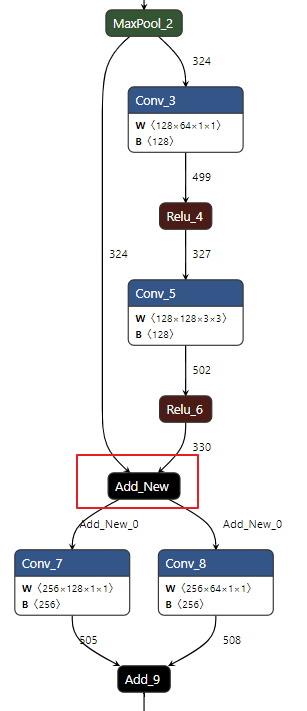 MaxPool_2
324
Conv_3
W ⟨128×64×1×1⟩
B ⟨128⟩
499
Relu_4
324
327
Conv_5
W ⟨128×128×3×3⟩
B ⟨128⟩
502
Relu_6
330
Add_New
Add_New_0
Add_New_0
Conv_7
W ⟨256×128×1×1⟩
B ⟨256⟩
Conv_8
W ⟨256×64×1×1⟩
B ⟨256⟩
505
508
Add_9